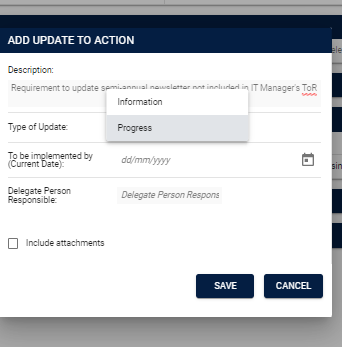 ADD UPDATE TO ACTION
Description:
Requirement to update semi-annual newsletter not included in IT Manager's ToR
Information
Type of Update:
Progress
To be implemented by
(Current Date):
dd/mm/yyyy
Delegate Person
Responsible:
Delegate Person Respons
Include attachments
SAVE
CANCEL